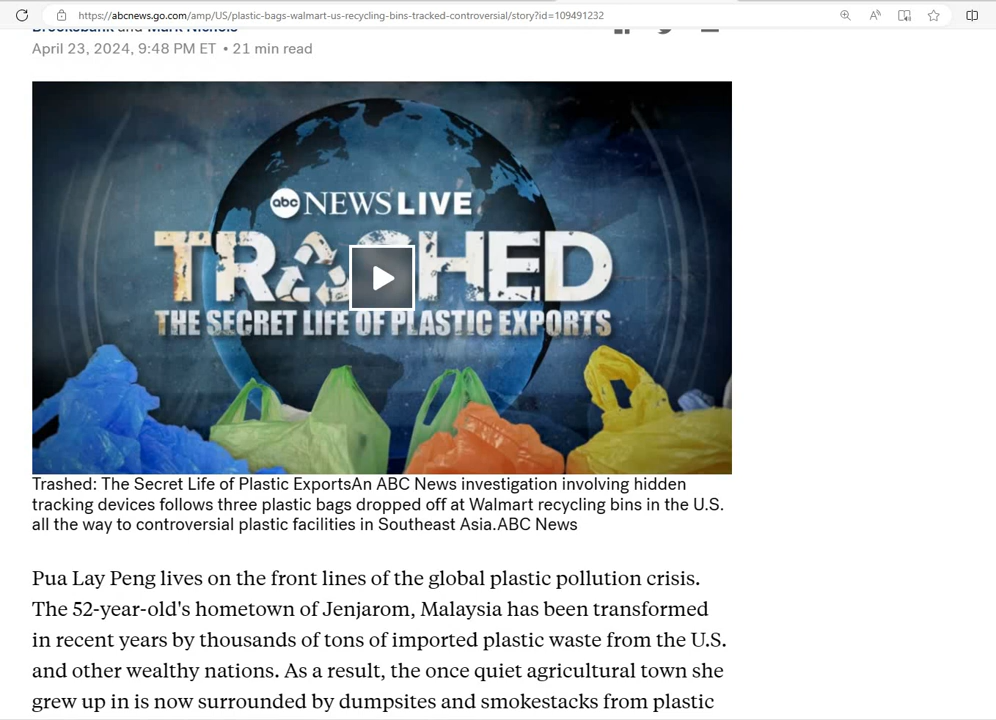 https://abcnews.go.com/amp/US/plastic-bags-walmart-us-recycling-bins-tracked-controversial/story?id=109491232
April 23, 2024, 9:48 PM ET • 21 min read
abc NEWS LIVE
TRASHED
THE SECRET LIFE OF PLASTIC EXPORTS
Trashed: The Secret Life of Plastic ExportsAn ABC News investigation involving hidden
tracking devices follows three plastic bags dropped off at Walmart recycling bins in the U.S.
all the way to controversial plastic facilities in Southeast Asia.ABC News
Pua Lay Peng lives on the front lines of the global plastic pollution crisis.
The 52-year-old's hometown of Jenjarom, Malaysia has been transformed
in recent years by thousands of tons of imported plastic waste from the U.S.
and other wealthy nations. As a result, the once quiet agricultural town she
grew up in is now surrounded by dumpsites and smokestacks from plastic